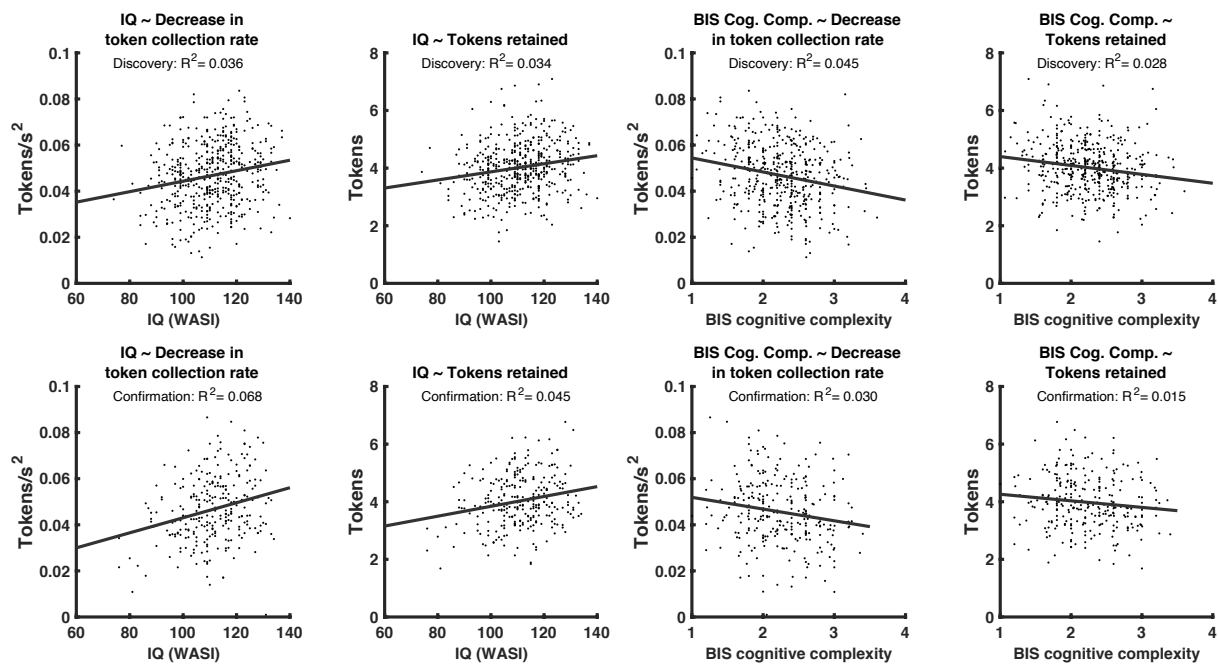 IQ ~ Decrease in
token collection rate
Discovery: R²= 0.036
Tokens/s²
0.1
0.08
0.06
0.04
0.02
0
60 80 100 120 140
IQ (WASI)
IQ ~ Tokens retained
Discovery: R²= 0.034
Tokens
8
6
4
2
0
60 80 100 120 140
IQ (WASI)
BIS Cog. Comp. ~ Decrease
in token collection rate
Discovery: R²= 0.045
Tokens/s²
0.1
0.08
0.06
0.04
0.02
0
1 2 3 4
BIS cognitive complexity
BIS Cog. Comp. ~
Tokens retained
Discovery: R²= 0.028
Tokens
8
6
4
2
0
1 2 3 4
BIS cognitive complexity
IQ ~ Decrease in
token collection rate
Confirmation: R²= 0.068
Tokens/s²
0.1
0.08
0.06
0.04
0.02
0
60 80 100 120 140
IQ (WASI)
IQ ~ Tokens retained
Confirmation: R²= 0.045
Tokens
8
6
4
2
0
60 80 100 120 140
IQ (WASI)
BIS Cog. Comp. ~ Decrease
in token collection rate
Confirmation: R²= 0.030
Tokens/s²
0.1
0.08
0.06
0.04
0.02
0
1 2 3 4
BIS cognitive complexity
BIS Cog. Comp. ~
Tokens retained
Confirmation: R²= 0.015
Tokens
8
6
4
2
0
1 2 3 4
BIS cognitive complexity